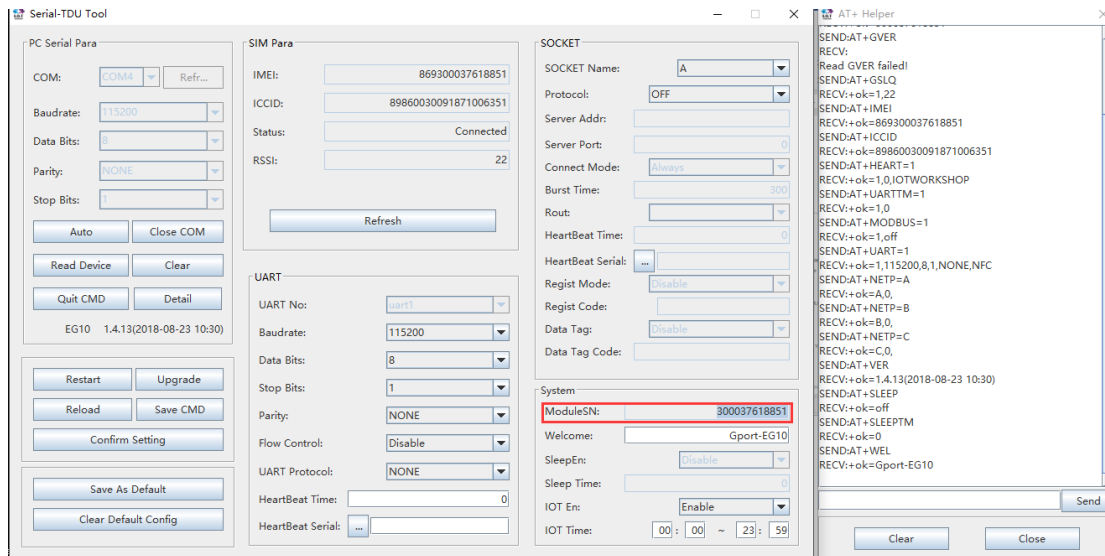 Serial-TDU Tool
PC Serial Para
COM: COM4 Refr...
Baudrate: 115200
Data Bits: 8
Parity: NONE
Stop Bits: 1
Auto Close COM
Read Device Clear
Quit CMD Detail
EG10 1.4.13(2018-08-23 10:30)
Restart Upgrade
Reload Save CMD
Confirm Setting
Save As Default
Clear Default Config
SIM Para
IMEI: 869300037618851
ICCID: 89860030091871006351
Status: Connected
RSSI: 22
Refresh
UART
UART No: uart1
Baudrate: 115200
Data Bits: 8
Stop Bits: 1
Parity: NONE
Flow Control: Disable
UART Protocol: NONE
HeartBeat Time: 0
HeartBeat Serial: ...
SOCKET
SOCKET Name: A
Protocol: OFF
Server Addr:
Server Port: 0
Connect Mode: Always
Burst Time: 300
Rout:
HeartBeat Time: 0
HeartBeat Serial: ...
Regist Mode: Disable
Regist Code:
Data Tag: Disable
Data Tag Code:
System
ModuleSN: 300037618851
Welcome: Gport-EG10
SleepEn: Disable
Sleep Time: 0
IOT En: Enable
IOT Time: 00 : 00 ~ 23 : 59
AT+ Helper
SEND:AT+GVER
RECV:
Read GVER failed!
SEND:AT+GSLQ
RECV:+ok=1,22
SEND:AT+IMEI
RECV:+ok=869300037618851
SEND:AT+ICCID
RECV:+ok=89860030091871006351
SEND:AT+HEART=1
RECV:+ok=1,0,IOTWORKSHOP
SEND:AT+UARTTM=1
RECV:+ok=1,0
SEND:AT+MODBUS=1
RECV:+ok=1,off
SEND:AT+UART=1
RECV:+ok=1,115200,8,1,NONE,NFC
SEND:AT+NETP=A
RECV:+ok=A,0,
SEND:AT+NETP=B
RECV:+ok=B,0,
SEND:AT+NETP=C
RECV:+ok=C,0,
SEND:AT+VER
RECV:+ok=1.4.13(2018-08-23 10:30)
SEND:AT+SLEEP
RECV:+ok=off
SEND:AT+SLEEPTM
RECV:+ok=0
SEND:AT+WEL
RECV:+ok=Gport-EG10
Send
Clear Close